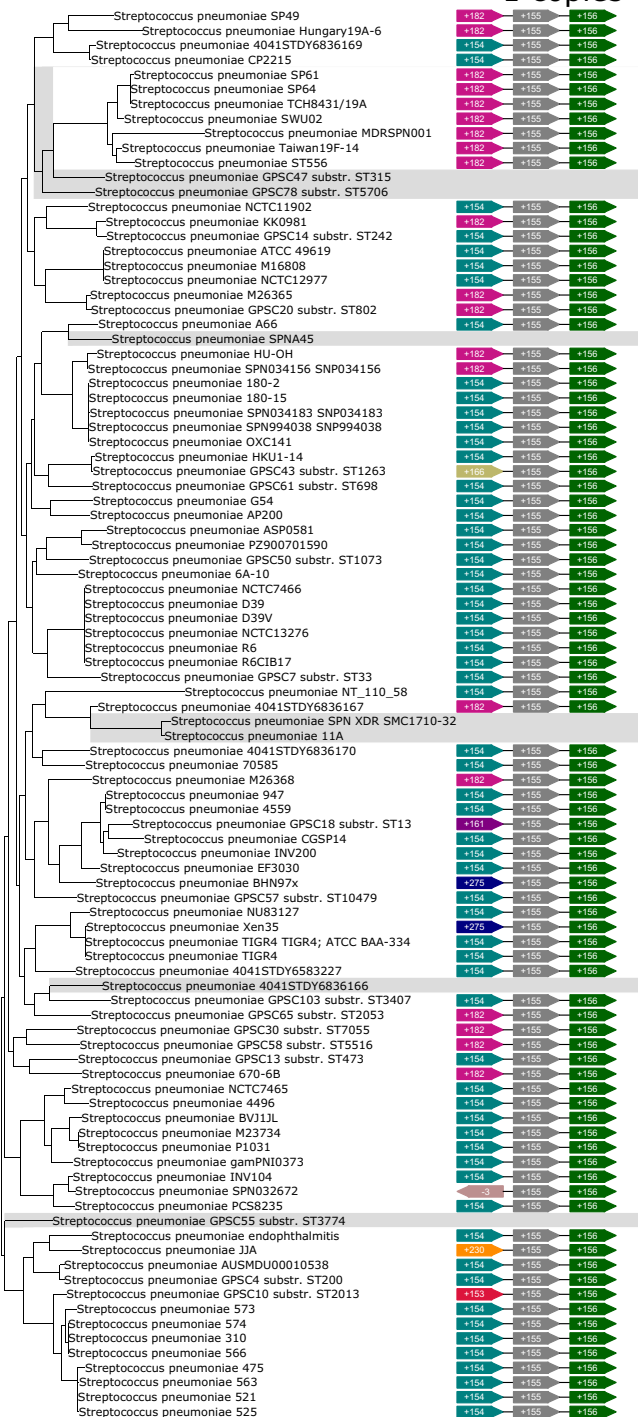 Streptococcus pneumoniae SP49 +182 +155 +156
Streptococcus pneumoniae Hungary19A-6 +182 +155 +156
Streptococcus pneumoniae 4041STDY6836169 +154 +155 +156
Streptococcus pneumoniae CP2215 +154 +155 +156
Streptococcus pneumoniae SP61 +182 +155 +156
Streptococcus pneumoniae SP64 +182 +155 +156
Streptococcus pneumoniae TCH8431/19A +182 +155 +156
Streptococcus pneumoniae SWU02 +182 +155 +156
Streptococcus pneumoniae MDRSPN001 +182 +155 +156
Streptococcus pneumoniae Taiwan19F-14 +182 +155 +156
Streptococcus pneumoniae ST556 +182 +155 +156
Streptococcus pneumoniae GPSC47 substr. ST315
Streptococcus pneumoniae GPSC78 substr. ST5706
Streptococcus pneumoniae NCTC11902 +154 +155 +156
Streptococcus pneumoniae KK0981 +182 +155 +156
Streptococcus pneumoniae GPSC14 substr. ST242 +154 +155 +156
Streptococcus pneumoniae ATCC 49619 +154 +155 +156
Streptococcus pneumoniae M16808 +154 +155 +156
Streptococcus pneumoniae NCTC12977 +154 +155 +156
Streptococcus pneumoniae M26365 +182 +155 +156
Streptococcus pneumoniae GPSC20 substr. ST802 +182 +155 +156
Streptococcus pneumoniae A66 +154 +155 +156
Streptococcus pneumoniae SPNA45
Streptococcus pneumoniae HU-OH +182 +155 +156
Streptococcus pneumoniae SPN034156 SNP034156 +182 +155 +156
Streptococcus pneumoniae 180-2 +154 +155 +156
Streptococcus pneumoniae 180-15 +154 +155 +156
Streptococcus pneumoniae SPN034183 SNP034183 +154 +155 +156
Streptococcus pneumoniae SPN994038 SNP994038 +154 +155 +156
Streptococcus pneumoniae OXC141 +154 +155 +156
Streptococcus pneumoniae HKU1-14 +154 +155 +156
Streptococcus pneumoniae GPSC43 substr. ST1263 +166 +155 +156
Streptococcus pneumoniae GPSC61 substr. ST698 +154 +155 +156
Streptococcus pneumoniae G54 +154 +155 +156
Streptococcus pneumoniae AP200 +154 +155 +156
Streptococcus pneumoniae ASP0581 +154 +155 +156
Streptococcus pneumoniae PZ900701590 +154 +155 +156
Streptococcus pneumoniae GPSC50 substr. ST1073 +154 +155 +156
Streptococcus pneumoniae 6A-10 +154 +155 +156
Streptococcus pneumoniae NCTC7466 +154 +155 +156
Streptococcus pneumoniae D39 +154 +155 +156
Streptococcus pneumoniae D39V +154 +155 +156
Streptococcus pneumoniae NCTC13276 +154 +155 +156
Streptococcus pneumoniae R6 +154 +155 +156
Streptococcus pneumoniae R6CIB17 +154 +155 +156
Streptococcus pneumoniae GPSC7 substr. ST33 +154 +155 +156
Streptococcus pneumoniae NT_110_58 +154 +155 +156
Streptococcus pneumoniae 4041STDY6836167 +182 +155 +156
Streptococcus pneumoniae SPN XDR SMC1710-32
Streptococcus pneumoniae 11A
Streptococcus pneumoniae 4041STDY6836170 +154 +155 +156
Streptococcus pneumoniae 70585 +154 +155 +156
Streptococcus pneumoniae M26368 +182 +155 +156
Streptococcus pneumoniae 947 +154 +155 +156
Streptococcus pneumoniae 4559 +154 +155 +156
Streptococcus pneumoniae GPSC18 substr. ST13 +161 +155 +156
Streptococcus pneumoniae CGSP14 +154 +155 +156
Streptococcus pneumoniae INV200 +154 +155 +156
Streptococcus pneumoniae EF3030 +154 +155 +156
Streptococcus pneumoniae BHN97x +275 +155 +156
Streptococcus pneumoniae GPSC57 substr. ST10479 +154 +155 +156
Streptococcus pneumoniae NU83127 +154 +155 +156
Streptococcus pneumoniae Xen35 +275 +155 +156
Streptococcus pneumoniae TIGR4 TIGR4; ATCC BAA-334 +154 +155 +156
Streptococcus pneumoniae TIGR4 +154 +155 +156
Streptococcus pneumoniae 4041STDY6583227 +154 +155 +156
Streptococcus pneumoniae 4041STDY6836166
Streptococcus pneumoniae GPSC103 substr. ST3407 +154 +155 +156
Streptococcus pneumoniae GPSC65 substr. ST2053 +182 +155 +156
Streptococcus pneumoniae GPSC30 substr. ST7055 +182 +155 +156
Streptococcus pneumoniae GPSC58 substr. ST5516 +182 +155 +156
Streptococcus pneumoniae GPSC13 substr. ST473 +154 +155 +156
Streptococcus pneumoniae 670-6B +182 +155 +156
Streptococcus pneumoniae NCTC7465 +154 +155 +156
Streptococcus pneumoniae 4496 +154 +155 +156
Streptococcus pneumoniae BVJ1JL +154 +155 +156
Streptococcus pneumoniae M23734 +154 +155 +156
Streptococcus pneumoniae P1031 +154 +155 +156
Streptococcus pneumoniae gamPNI0373 +154 +155 +156
Streptococcus pneumoniae INV104 +154 +155 +156
Streptococcus pneumoniae SPN032672 -3 +155 +156
Streptococcus pneumoniae PCS8235 +154 +155 +156
Streptococcus pneumoniae GPSC55 substr. ST3774
Streptococcus pneumoniae endophthalmitis +154 +155 +156
Streptococcus pneumoniae JJA +230 +155 +156
Streptococcus pneumoniae AUSMDU00010538 +154 +155 +156
Streptococcus pneumoniae GPSC4 substr. ST200 +154 +155 +156
Streptococcus pneumoniae GPSC10 substr. ST2013 +153 +155 +156
Streptococcus pneumoniae 573 +154 +155 +156
Streptococcus pneumoniae 574 +154 +155 +156
Streptococcus pneumoniae 310 +154 +155 +156
Streptococcus pneumoniae 566 +154 +155 +156
Streptococcus pneumoniae 475 +154 +155 +156
Streptococcus pneumoniae 563 +154 +155 +156
Streptococcus pneumoniae 521 +154 +155 +156
Streptococcus pneumoniae 525 +154 +155 +156